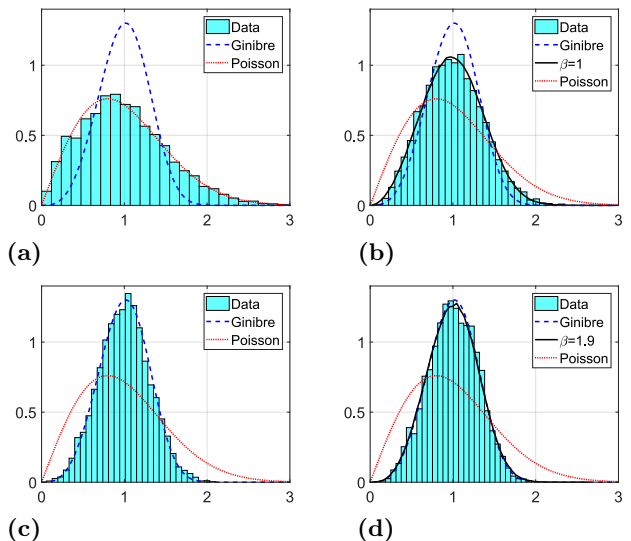 Data
Ginibre
Poisson
1
0.5
0
0 1 2 3
(a)
Data
Ginibre
β=1
Poisson
1
0.5
0
0 1 2 3
(b)
Data
Ginibre
Poisson
1
0.5
0
0 1 2 3
(c)
Data
Ginibre
β=1.9
Poisson
1
0.5
0
0 1 2 3
(d)